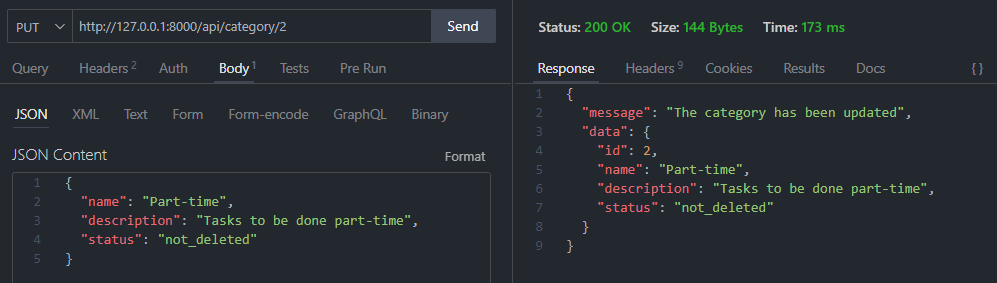 PUT http://127.0.0.1:8000/api/category/2 Send
Query Headers 2 Auth Body 1 Tests Pre Run
JSON XML Text Form Form-encode GraphQL Binary
JSON Content Format
1 {
2 "name": "Part-time",
3 "description": "Tasks to be done part-time",
4 "status": "not_deleted"
5 }
Status: 200 OK Size: 144 Bytes Time: 173 ms
Response Headers 9 Cookies Results Docs {}
1 {
2 "message": "The category has been updated",
3 "data": {
4 "id": 2,
5 "name": "Part-time",
6 "description": "Tasks to be done part-time",
7 "status": "not_deleted"
8 }
9 }